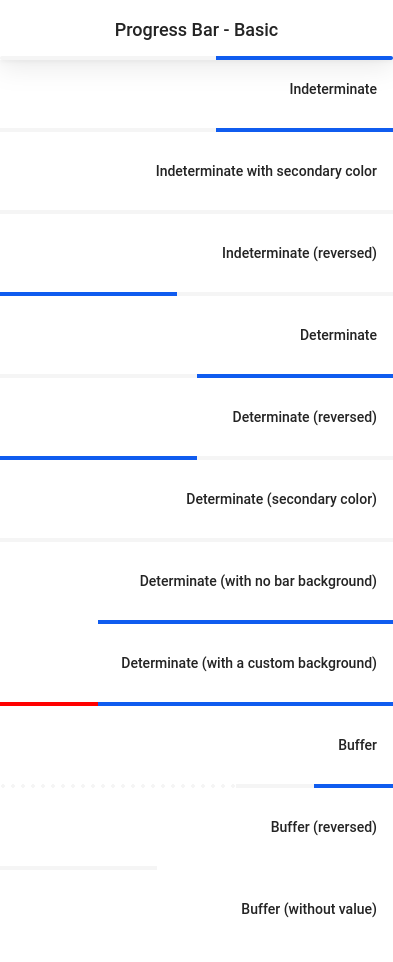 Progress Bar - Basic
Indeterminate
Indeterminate with secondary color
Indeterminate (reversed)
Determinate
Determinate (reversed)
Determinate (secondary color)
Determinate (with no bar background)
Determinate (with a custom background)
Buffer
Buffer (reversed)
Buffer (without value)